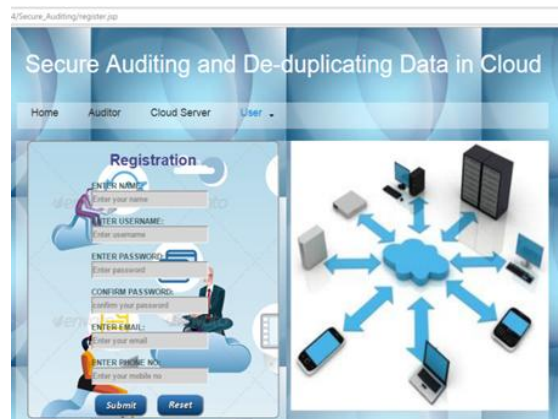 4/Secure_Auditing/register.jsp
Secure Auditing and De-duplicating Data in Cloud
Home Auditor Cloud Server User
Registration
ENTER NAME:
Enter your name
ENTER USERNAME:
Enter username
ENTER PASSWORD:
Enter password
CONFIRM PASSWORD:
confirm your password
ENTER EMAIL:
Enter your email
ENTER PHONE NO:
Enter your mobile no
Submit Reset